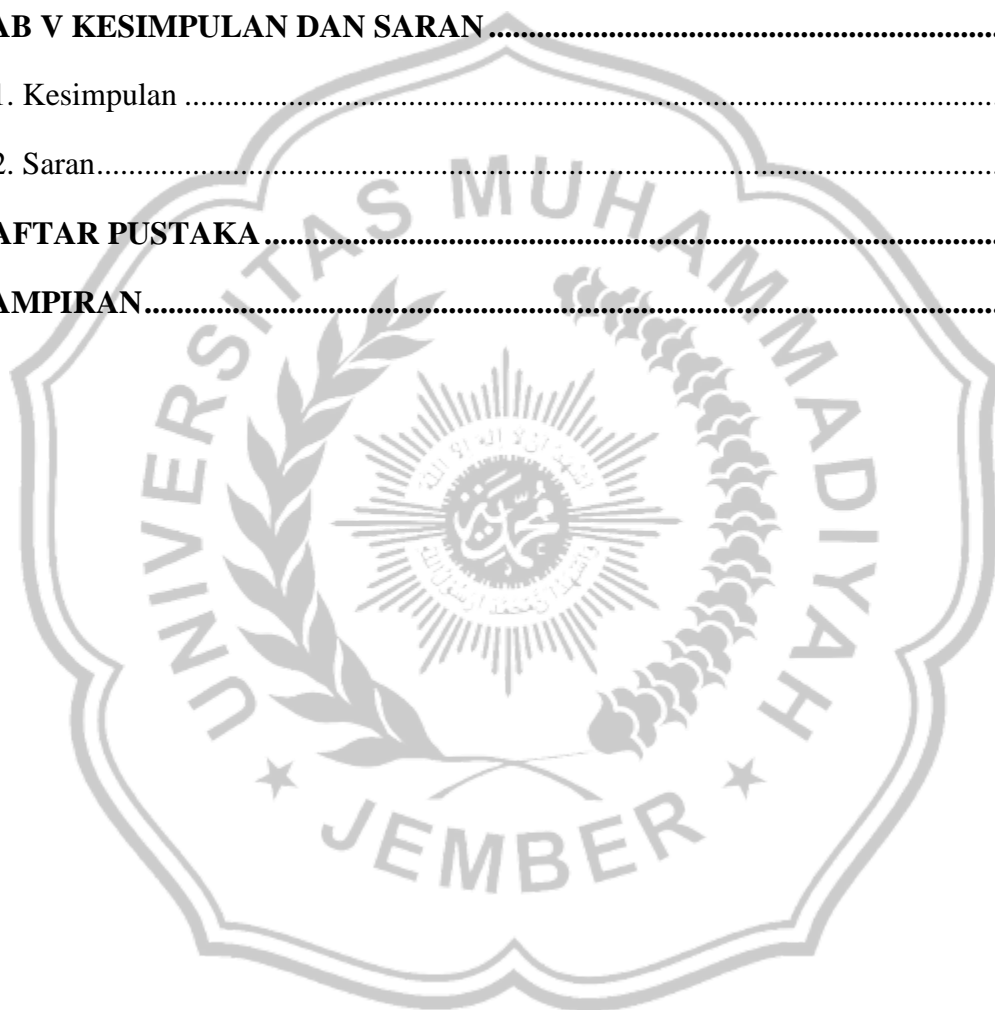 AB V KESIMPULAN DAN SARAN................................................................
1. Kesimpulan ................................................................................................
2. Saran............................................................................................................
AFTAR PUSTAKA............................................................................................
AMPIRAN...........................................................................................................
UNIVERSITAS MUHAMMADIYAH
JEMBER